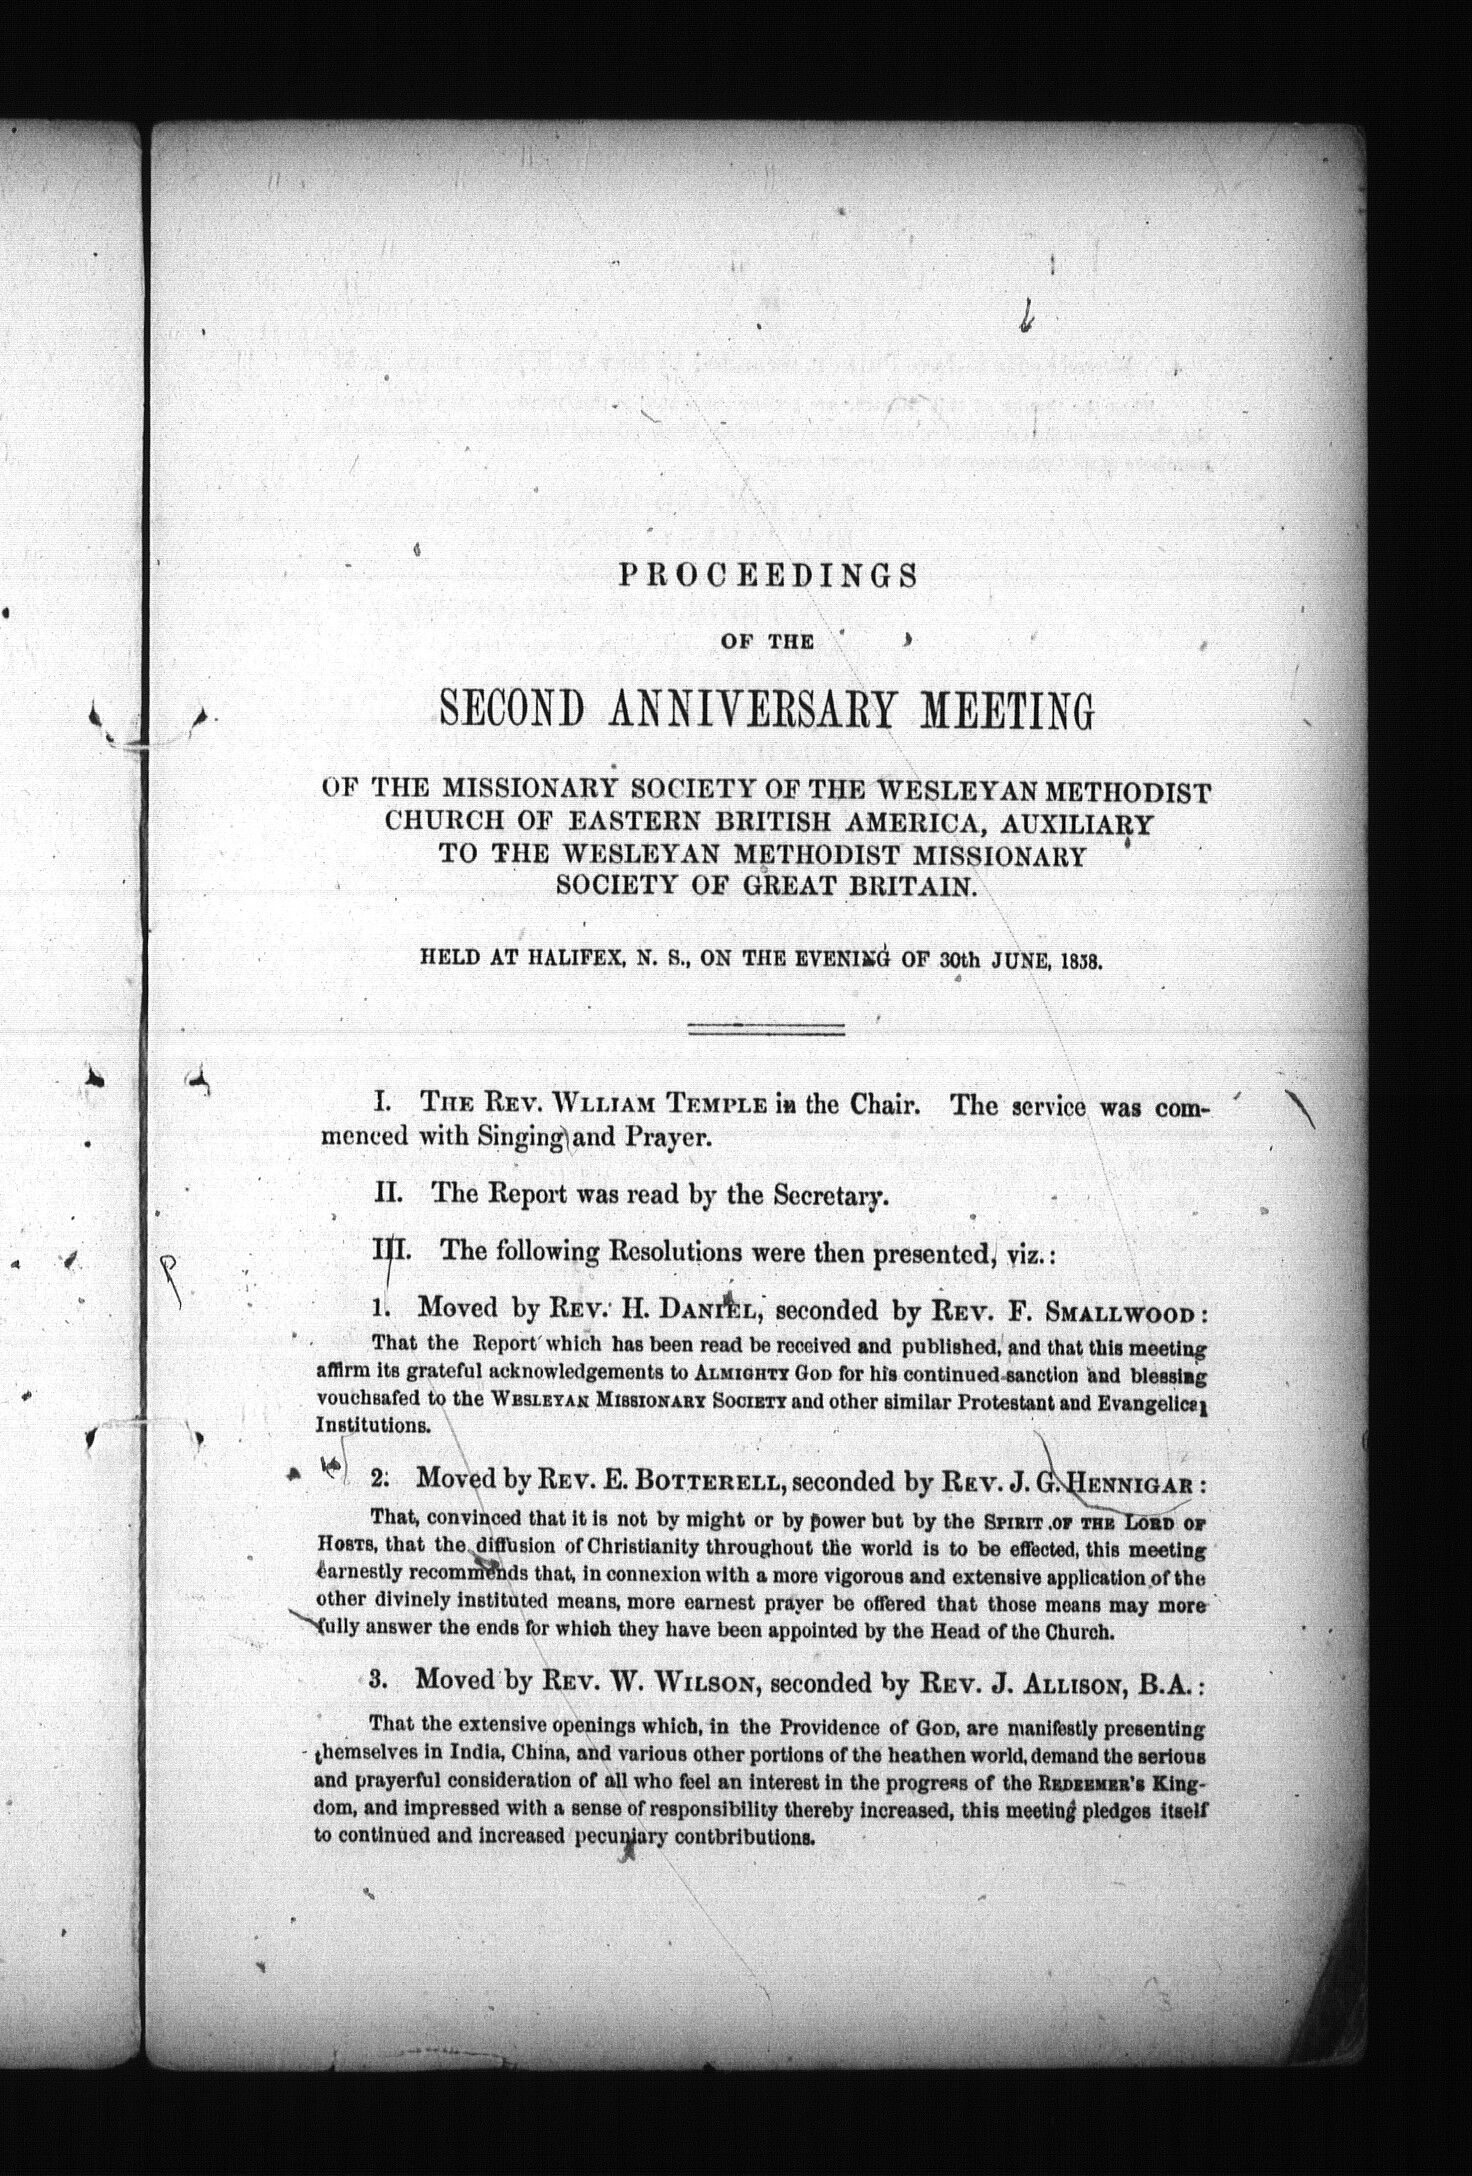 PROCEEDINGS
OF THE
SECOND ANNIVERSARY MEETING
OF THE MISSIONARY SOCIETY OF THE WESLEYAN METHODIST
CHURCH OF EASTERN BRITISH AMERICA, AUXILIARY
TO THE WESLEYAN METHODIST MISSIONARY
SOCIETY OF GREAT BRITAIN.
HELD AT HALIFEX, N. S., ON THE EVENING OF 30th JUNE, 1858.
I. THE REV. WLLIAM TEMPLE in the Chair. The service was com-
menced with Singing and Prayer.
II. The Report was read by the Secretary.
III. The following Resolutions were then presented, viz.:
1. Moved by REV. H. DANIEL, seconded by REV. F. SMALLWOOD:
That the Report which has been read be received and published, and that this meeting
affirm its grateful acknowledgements to ALMIGHTY GOD for his continued sanction and blessing
vouchsafed to the WESLEYAN MISSIONARY SOCIETY and other similar Protestant and Evangelical
Institutions.
2. Moved by REV. E. BOTTERELL, seconded by REV. J. G. HENNIGAR:
That, convinced that it is not by might or by power but by the SPIRIT OF THE LORD OF
HOSTS, that the diffusion of Christianity throughout the world is to be effected, this meeting
earnestly recommends that, in connexion with a more vigorous and extensive application of the
other divinely instituted means, more earnest prayer be offered that those means may more
fully answer the ends for which they have been appointed by the Head of the Church.
3. Moved by REV. W. WILSON, seconded by REV. J. ALLISON, B.A.:
That the extensive openings which, in the Providence of GOD, are manifestly presenting
themselves in India, China, and various other portions of the heathen world, demand the serious
and prayerful consideration of all who feel an interest in the progress of the REDEEMER'S King-
dom, and impressed with a sense of responsibility thereby increased, this meeting pledges itself
to continued and increased pecuniary contbributions.